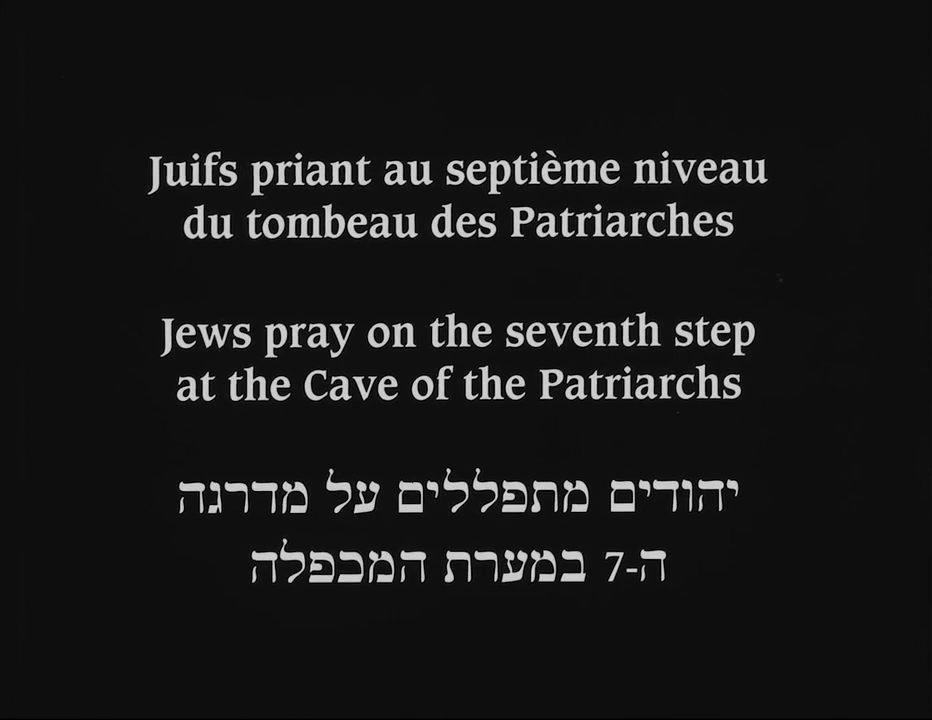 Juifs priant au septième niveau
du tombeau des Patriarches
Jews pray on the seventh step
at the Cave of the Patriarchs
יהודים מתפללים על מדרגה
ה-7 במערת המכפלה